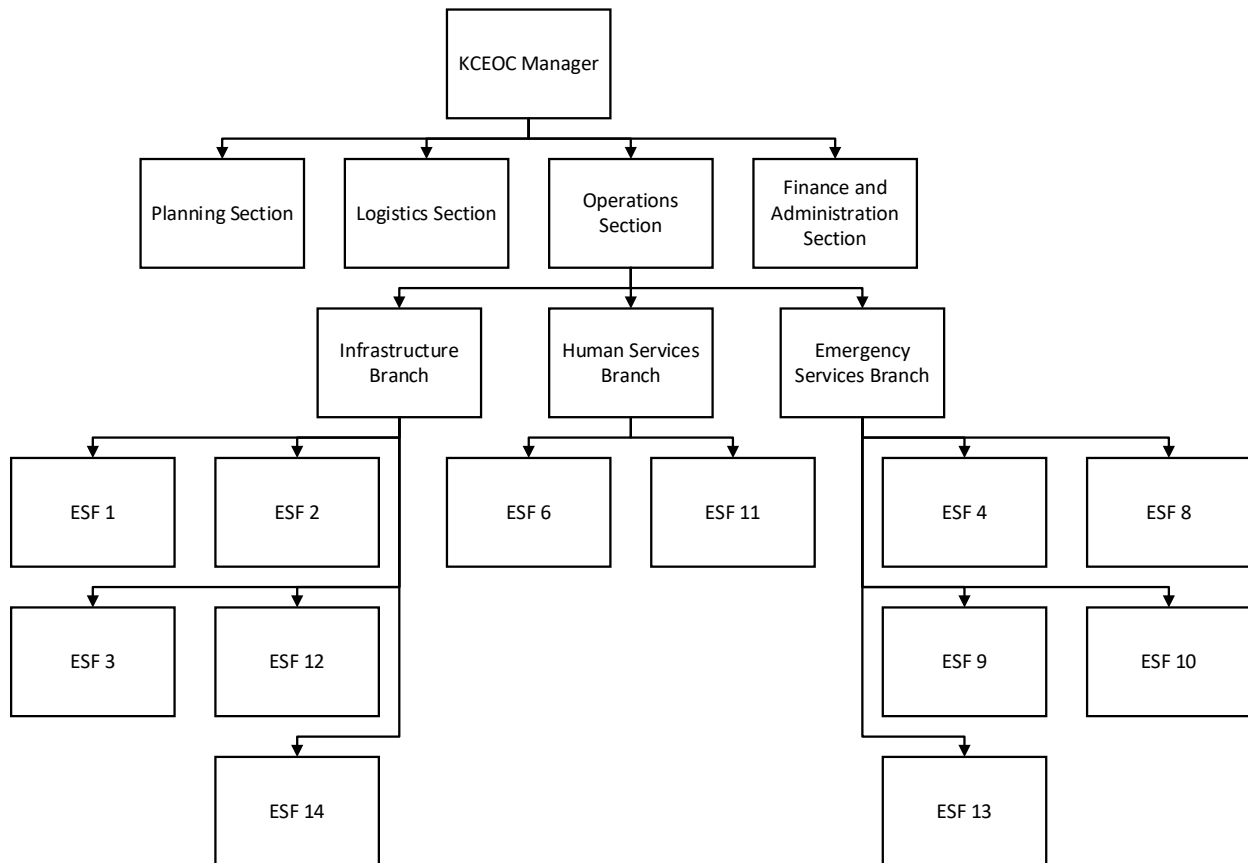 KCEOC Manager
Planning Section
Logistics Section
Operations
Section
Finance and
Administration
Section
Infrastructure
Branch
Human Services
Branch
Emergency
Services Branch
ESF 1
ESF 2
ESF 6
ESF 11
ESF 4
ESF 8
ESF 3
ESF 12
ESF 9
ESF 10
ESF 14
ESF 13